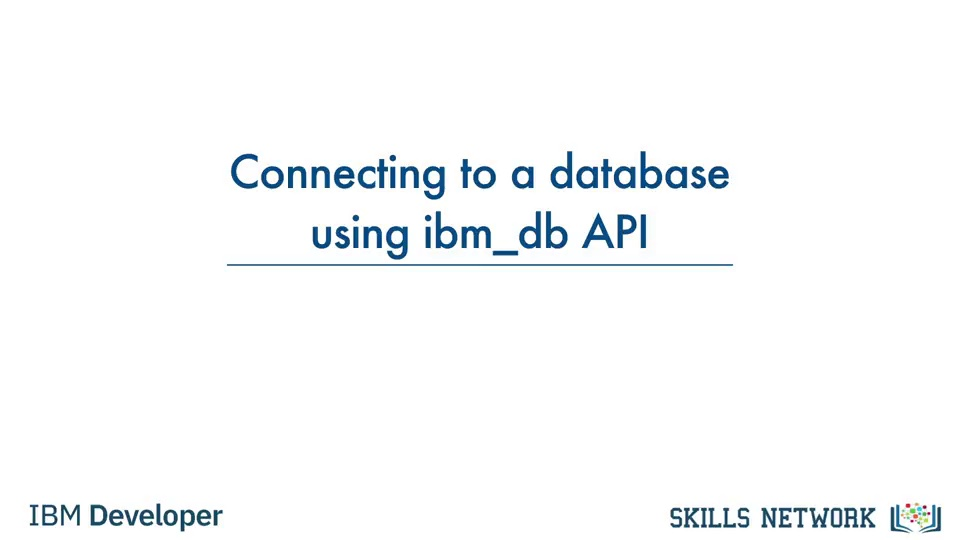 Connecting to a database
using ibm_db API
IBM Developer
SKILLS NETWORK